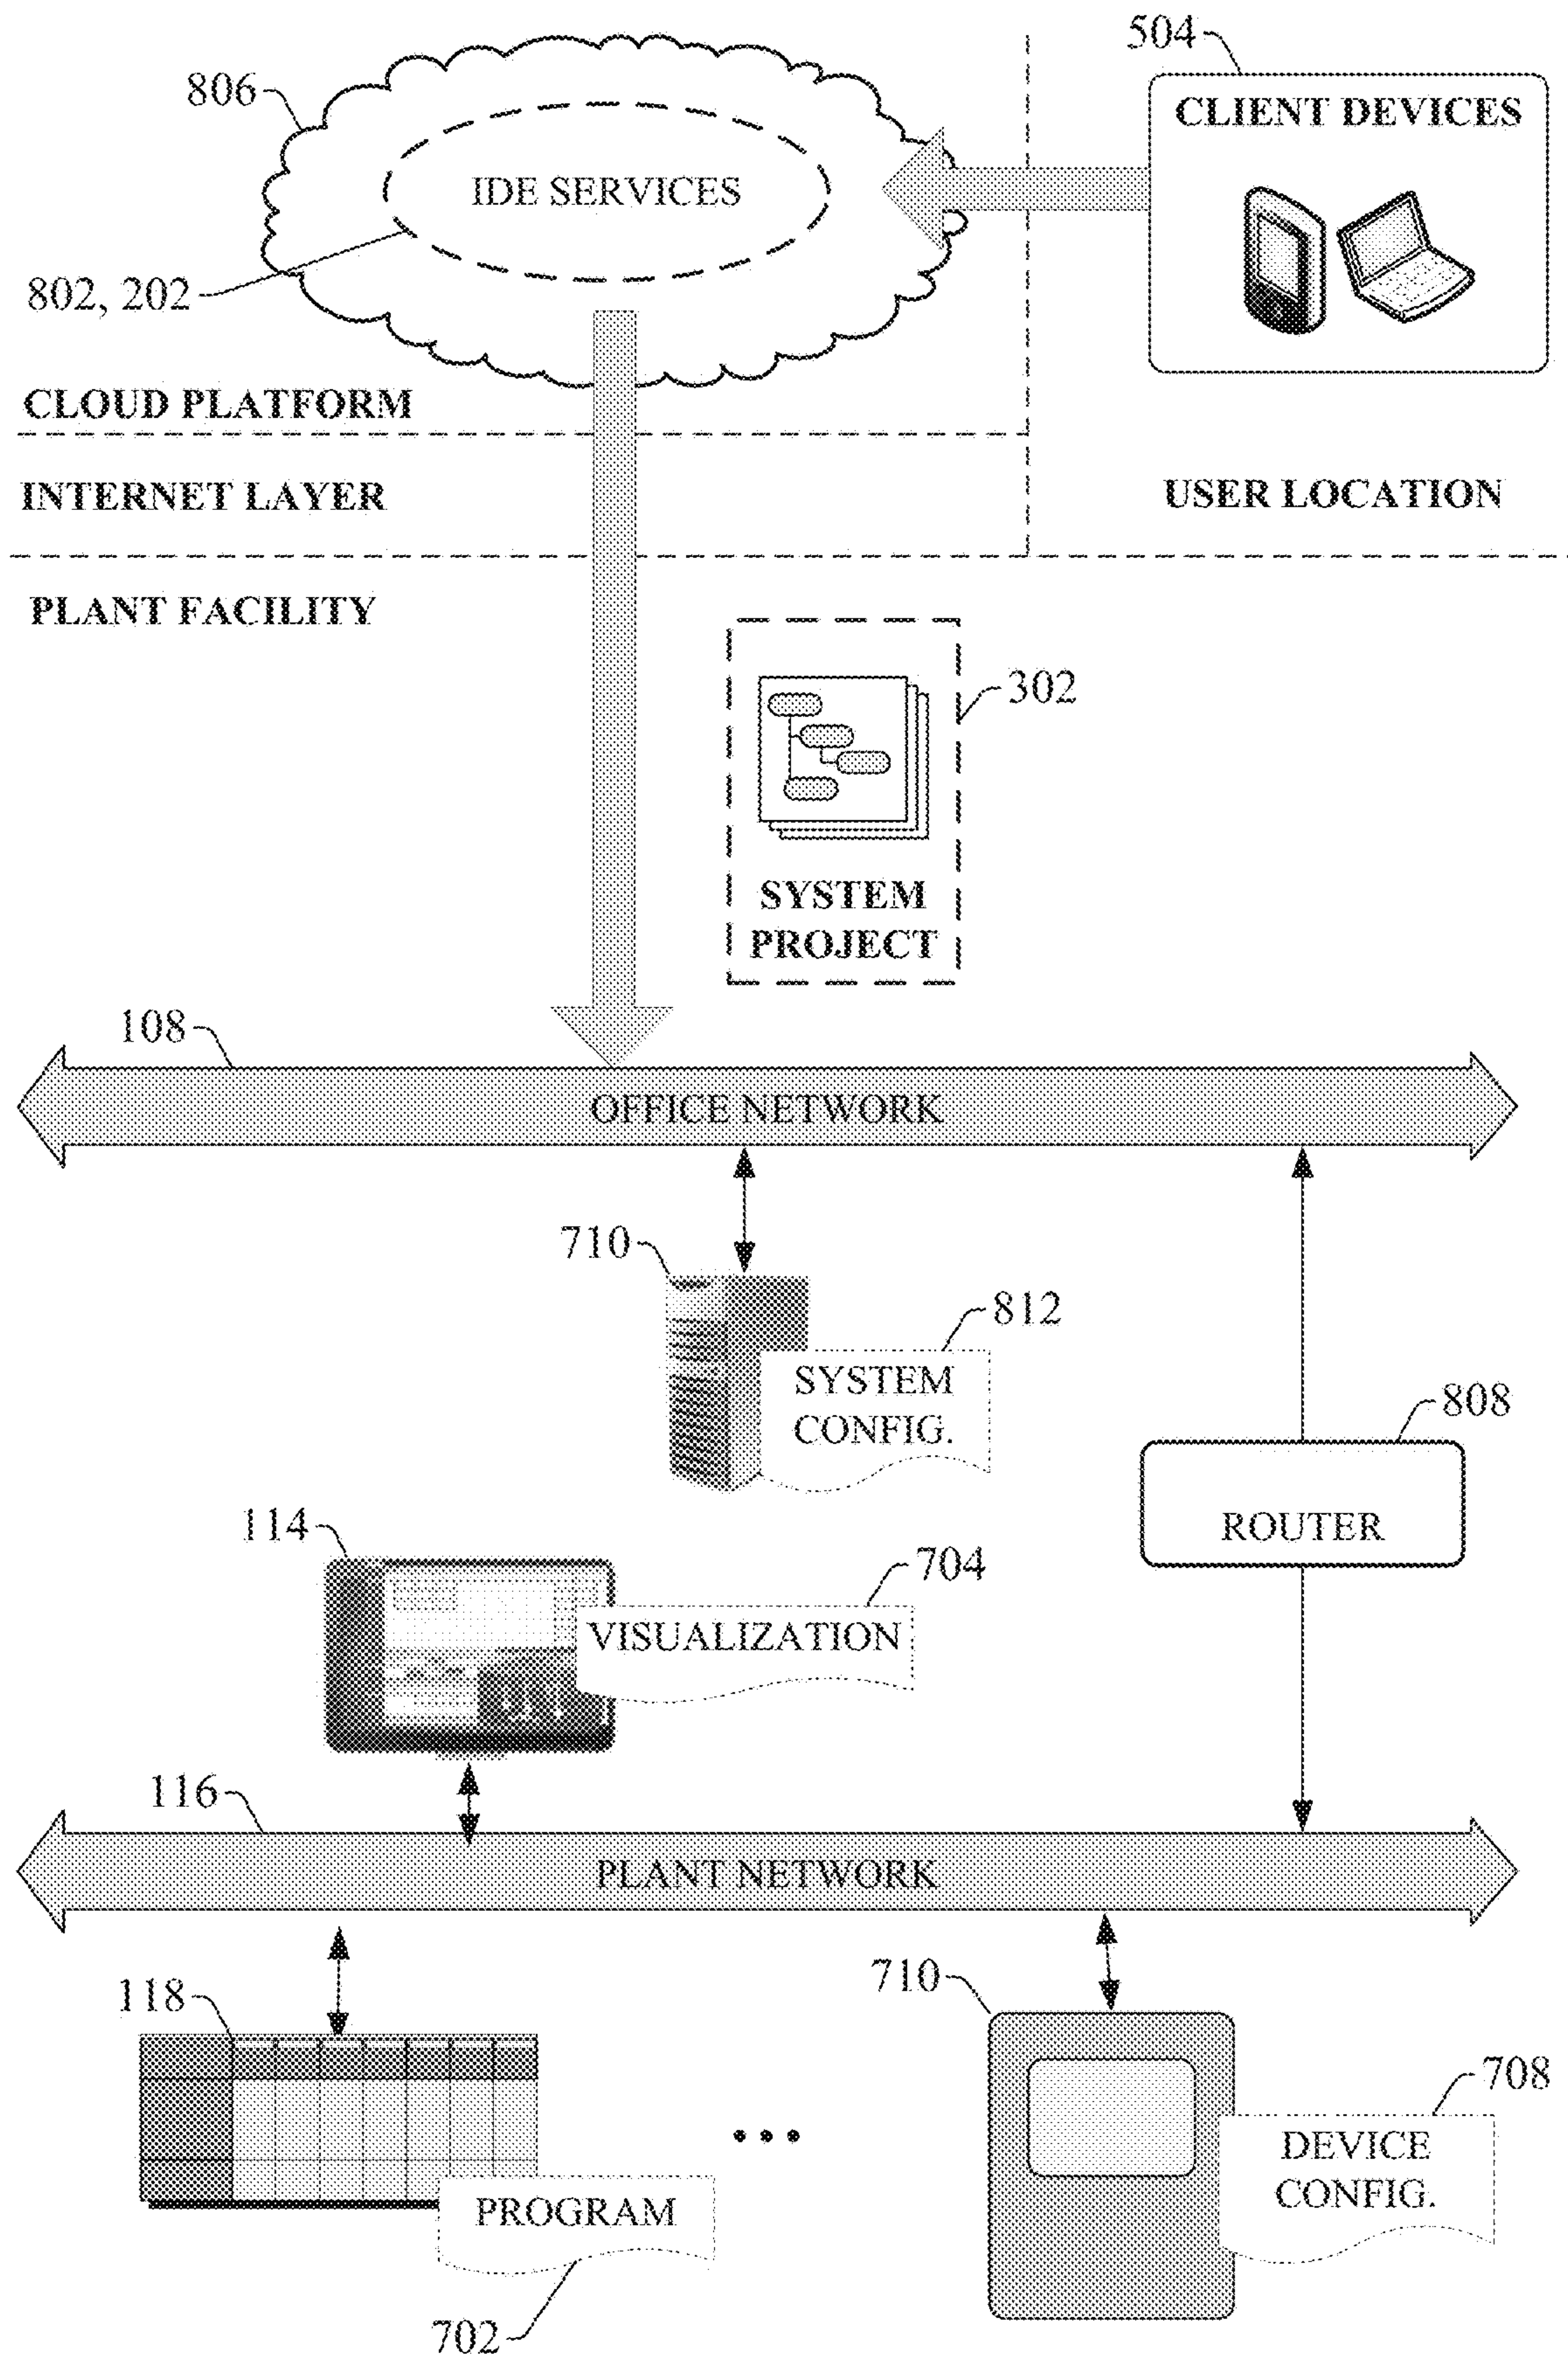 504
806
CLIENT DEVICES
IDE SERVICES
802, 202
CLOUD PLATFORM
INTERNET LAYER
USER LOCATION
PLANT FACILITY
302
SYSTEM
PROJECT
108
OFFICE NETWORK
710
812
SYSTEM
CONFIG.
808
ROUTER
114
704
VISUALIZATION
116
PLANT NETWORK
118
710
708
DEVICE
CONFIG.
PROGRAM
702